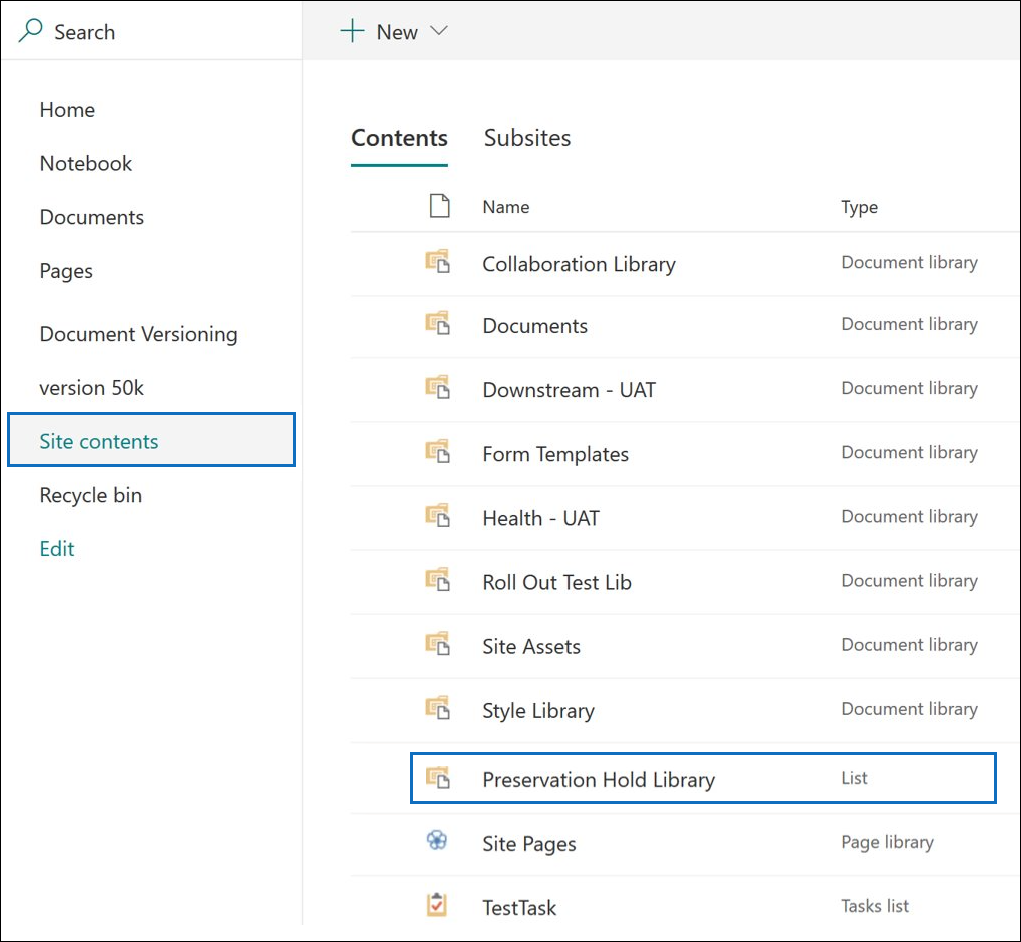 Search
New
Home
Notebook
Documents
Pages
Document Versioning
version 50k
Site contents
Recycle bin
Edit
Contents Subsites
Name Type
Collaboration Library Document library
Documents Document library
Downstream - UAT Document library
Form Templates Document library
Health - UAT Document library
Roll Out Test Lib Document library
Site Assets Document library
Style Library Document library
Preservation Hold Library List
Site Pages Page library
TestTask Tasks list